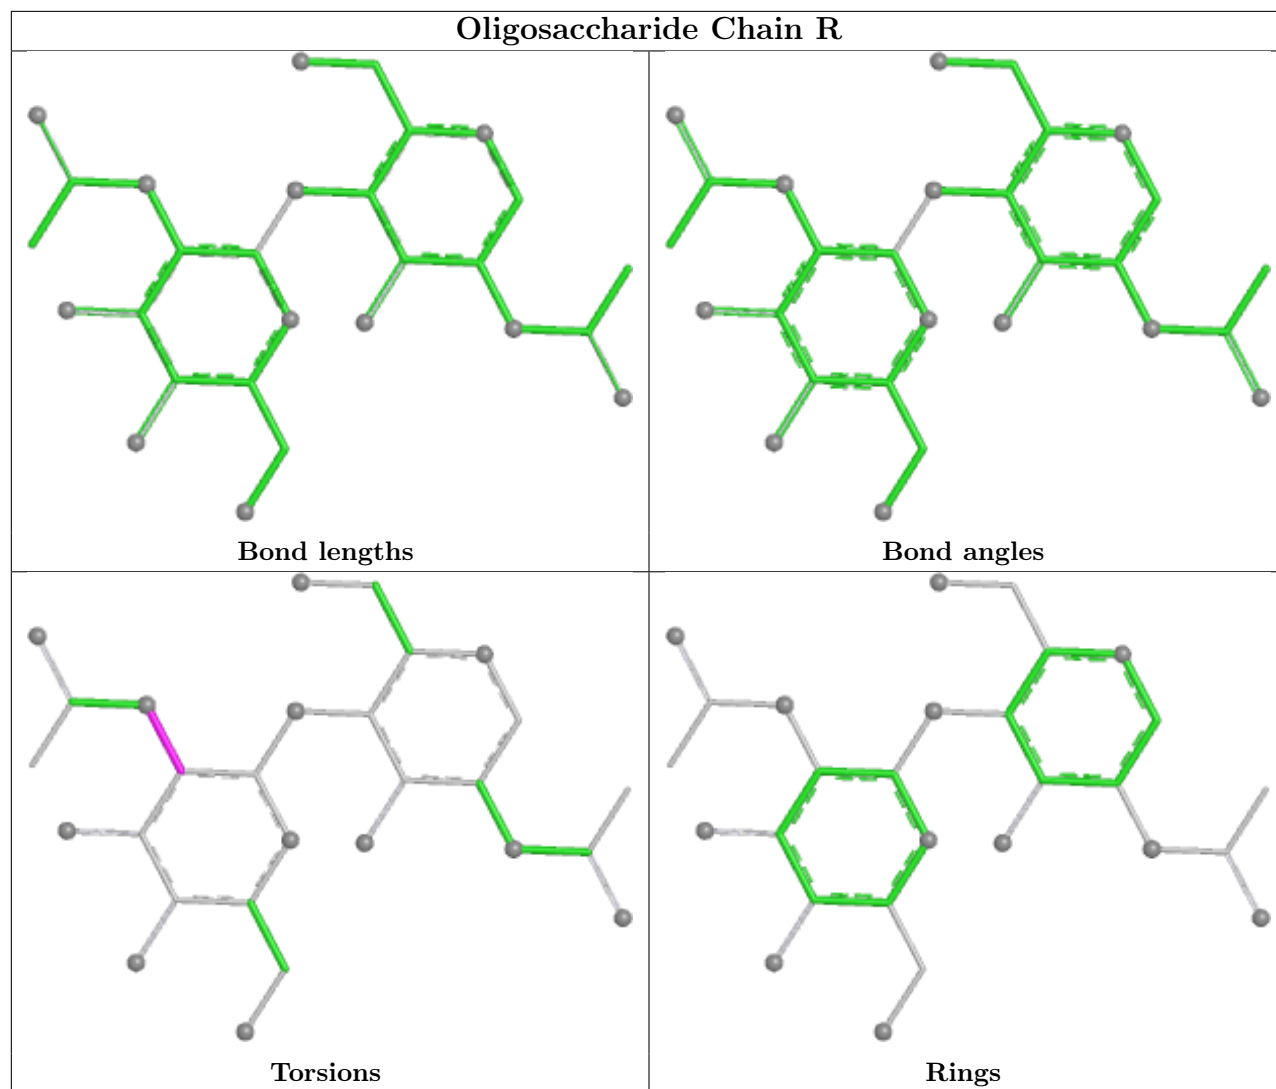 Oligosaccharide Chain R
Bond lengths
Bond angles
Torsions
Rings